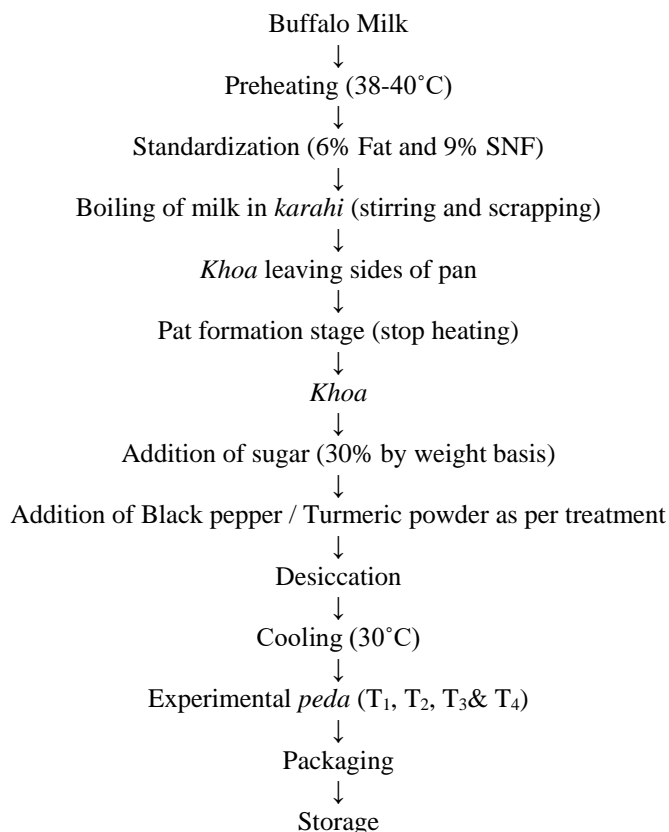 Buffalo Milk
↓
Preheating (38-40˚C)
↓
Standardization (6% Fat and 9% SNF)
↓
Boiling of milk in karahi (stirring and scrapping)
↓
Khoa leaving sides of pan
↓
Pat formation stage (stop heating)
↓
Khoa
↓
Addition of sugar (30% by weight basis)
↓
Addition of Black pepper / Turmeric powder as per treatment
↓
Desiccation
↓
Cooling (30˚C)
↓
Experimental peda (T₁, T₂, T₃& T₄)
↓
Packaging
↓
Storage